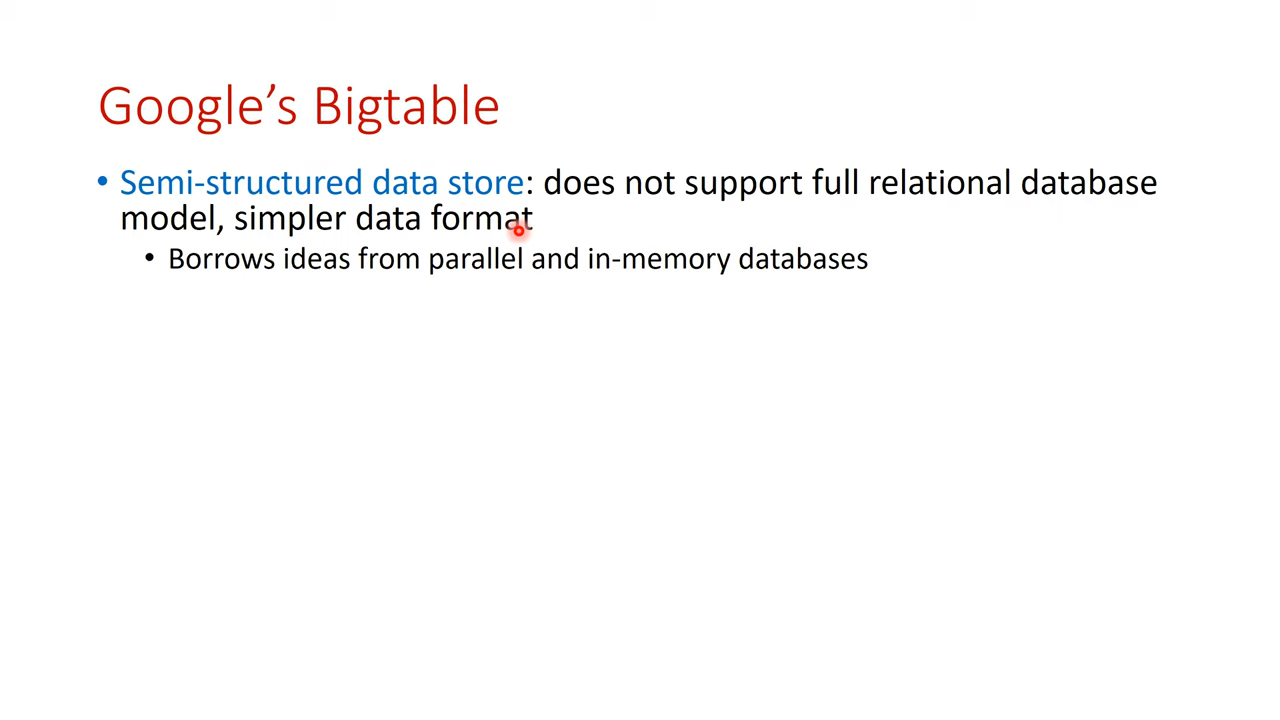 Google’s Bigtable
• Semi-structured data store: does not support full relational database
model, simpler data format
• Borrows ideas from parallel and in-memory databases